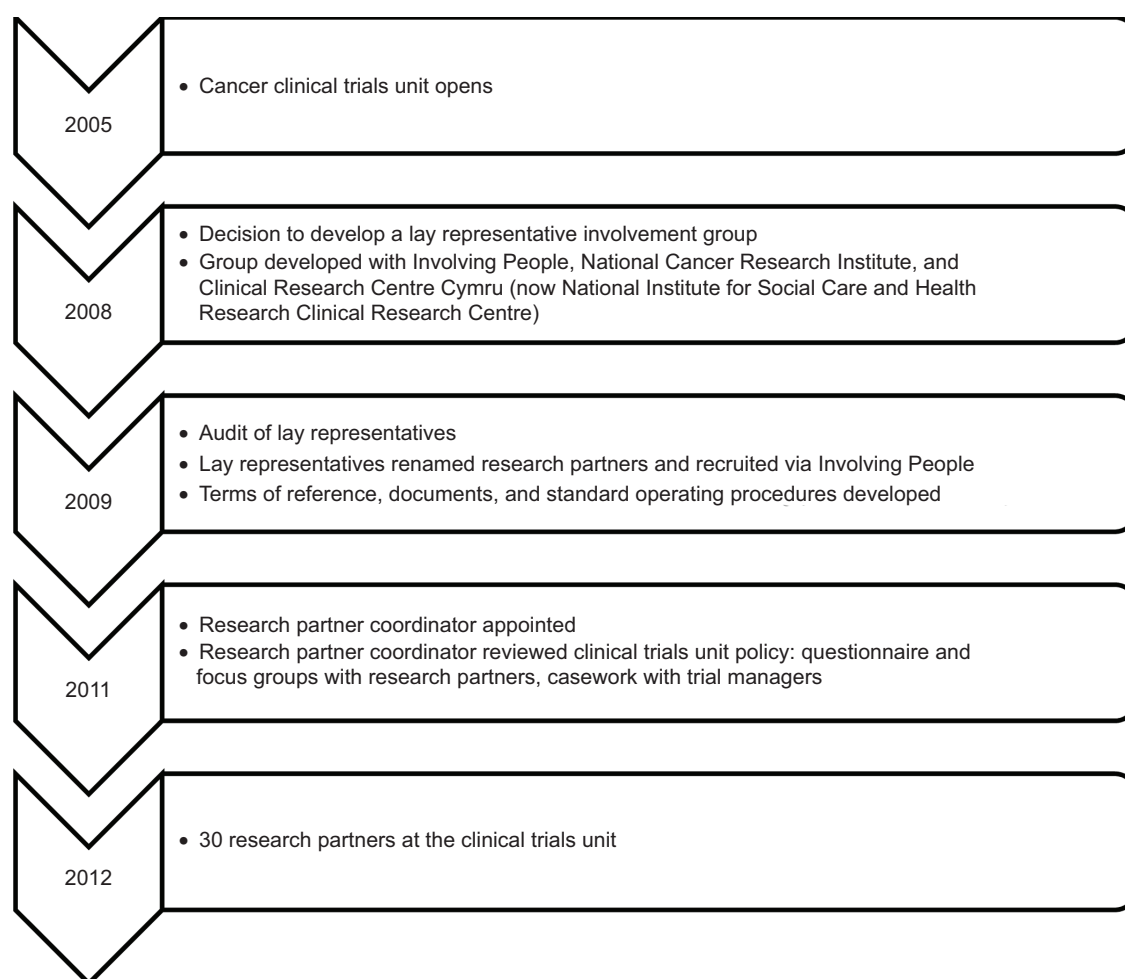 2005
• Cancer clinical trials unit opens
2008
• Decision to develop a lay representative involvement group
• Group developed with Involving People, National Cancer Research Institute, and
Clinical Research Centre Cymru (now National Institute for Social Care and Health
Research Clinical Research Centre)
2009
• Audit of lay representatives
• Lay representatives renamed research partners and recruited via Involving People
• Terms of reference, documents, and standard operating procedures developed
2011
• Research partner coordinator appointed
• Research partner coordinator reviewed clinical trials unit policy: questionnaire and
focus groups with research partners, casework with trial managers
2012
• 30 research partners at the clinical trials unit